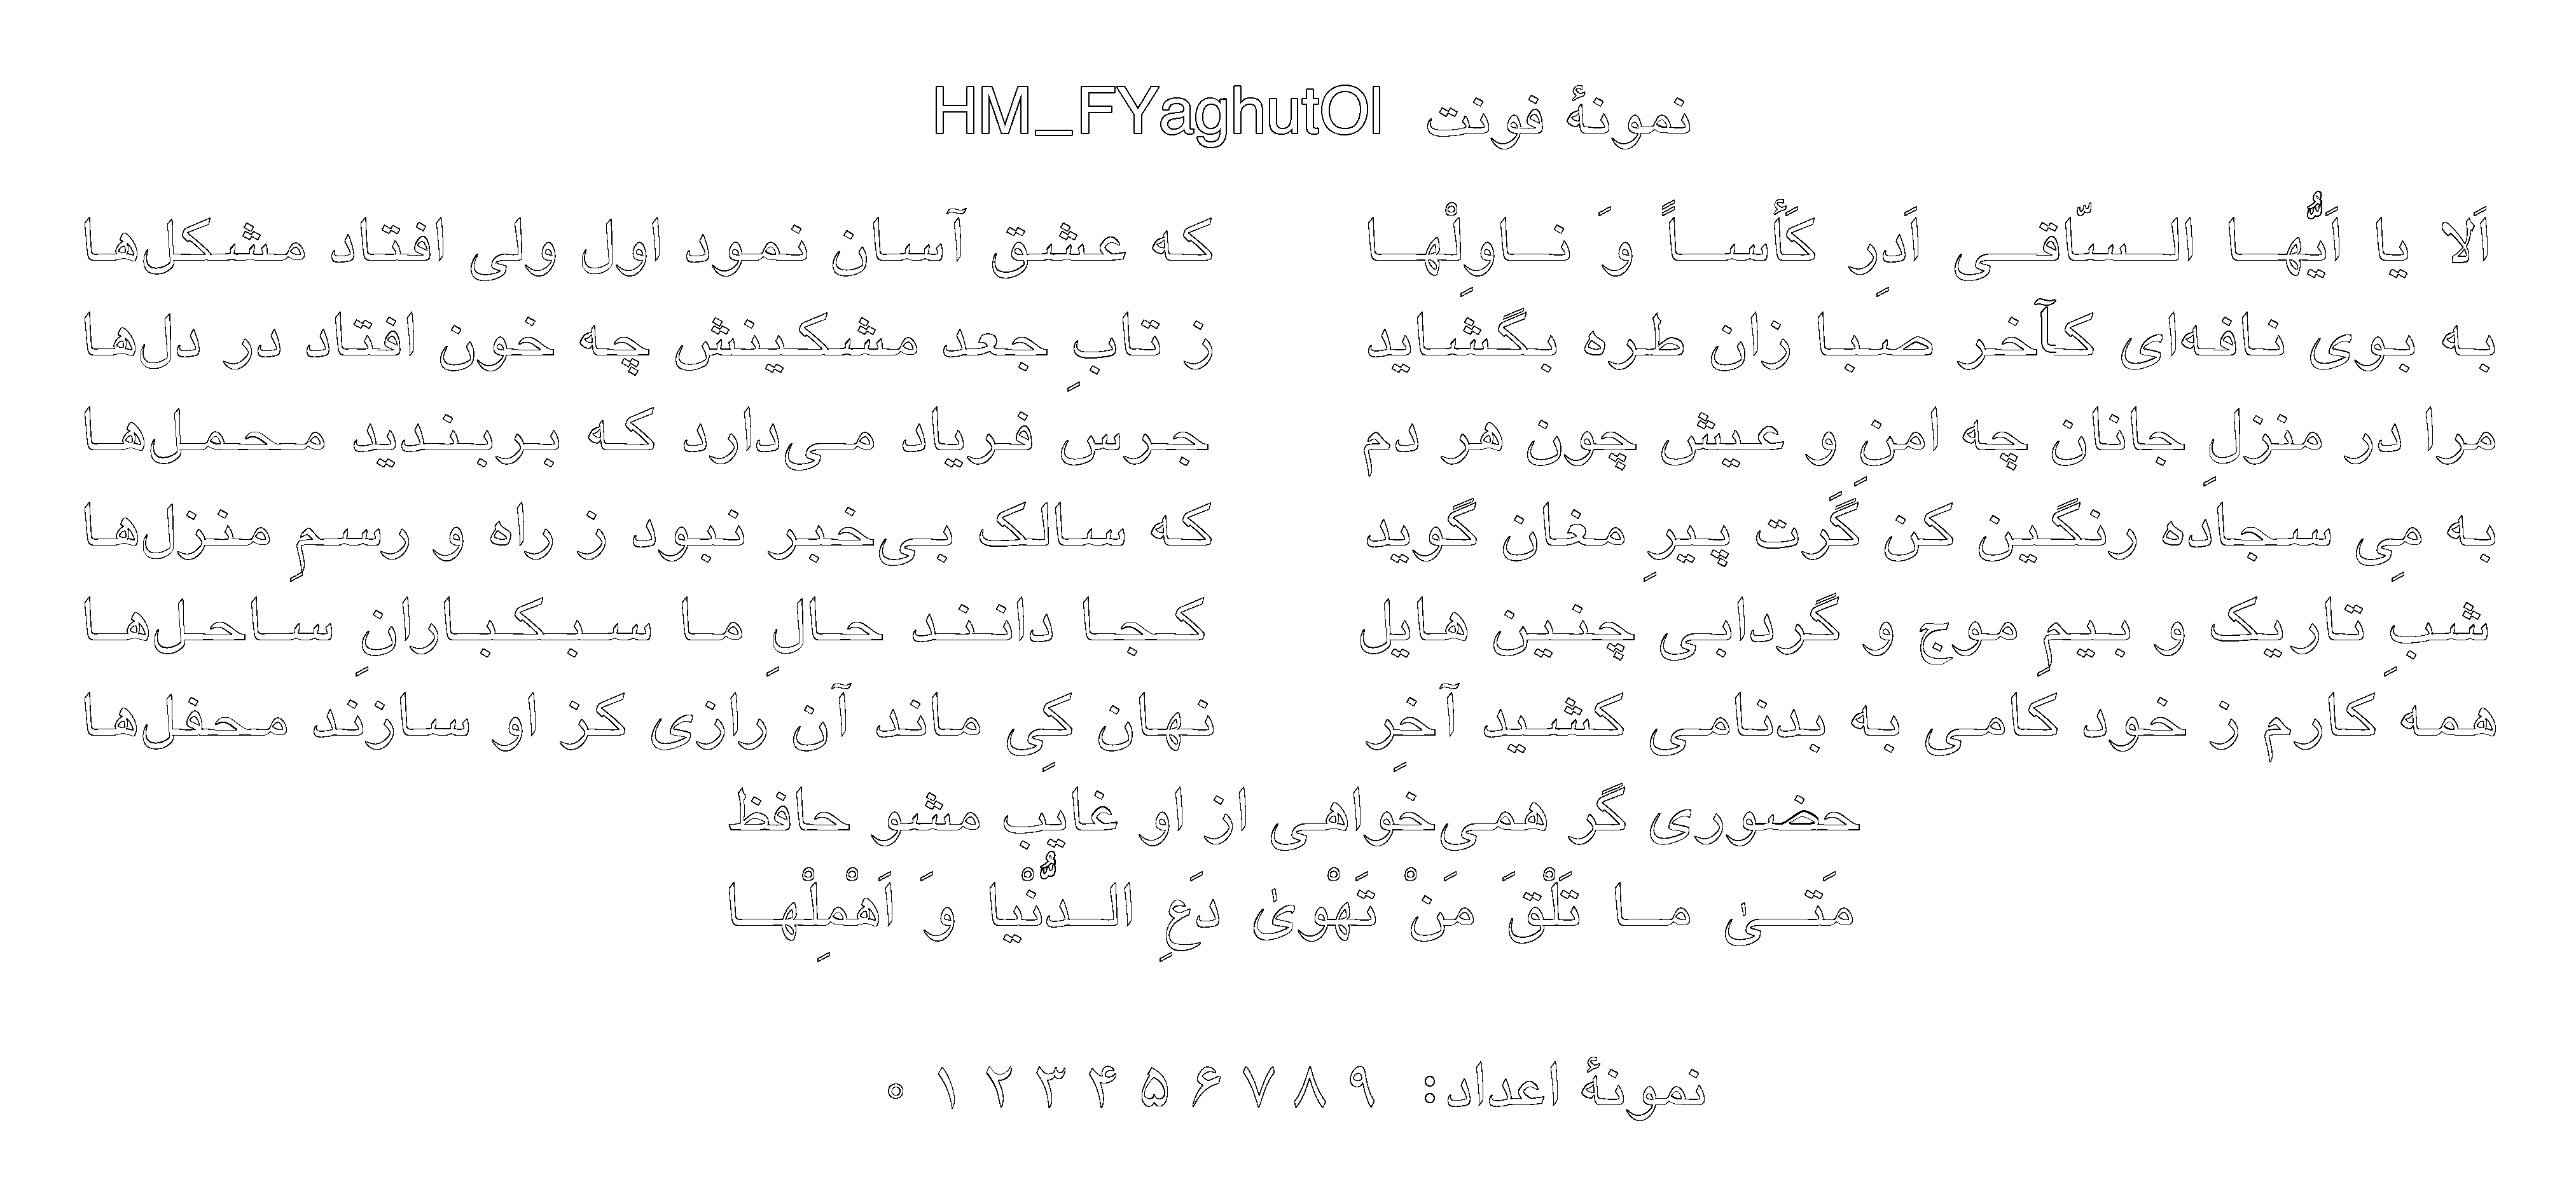 نمونهٔ فونت HM_FYaghutOl
اَلا یا اَیُّها السّاقی اَدِر کَأساً وَ ناوِلْها که عشق آسان نمود اول ولی افتاد مشکل‌ها
به بوی نافه‌ای کآخر صبا زان طره بگشاید ز تابِ جعد مشکینش چه خون افتاد در دل‌ها
مرا در منزلِ جانان چه امنِ و عیش چون هر دم جرس فریاد می‌دارد که بربندید محمل‌ها
به مِی سجاده رنگین کن گَرت پیرِ مغان گوید که سالک بی‌خبر نبود ز راه و رسمِ منزل‌ها
شبِ تاریک و بیمِ موج و گردابی چنین هایل کجا دانند حالِ ما سبکبارانِ ساحل‌ها
همه کارم ز خود کامی به بدنامی کشید آخِر نهان کِی ماند آن رازی کز او سازند محفل‌ها
حضوری گر همی‌خواهی از او غایب مشو حافظ
مَتیٰ ما تَلْقَ مَنْ تَهْویٰ دَعِ الدُّنْیا وَ اَهْمِلْها
نمونهٔ اعداد: ۰ ۱ ۲ ۳ ۴ ۵ ۶ ۷ ۸ ۹